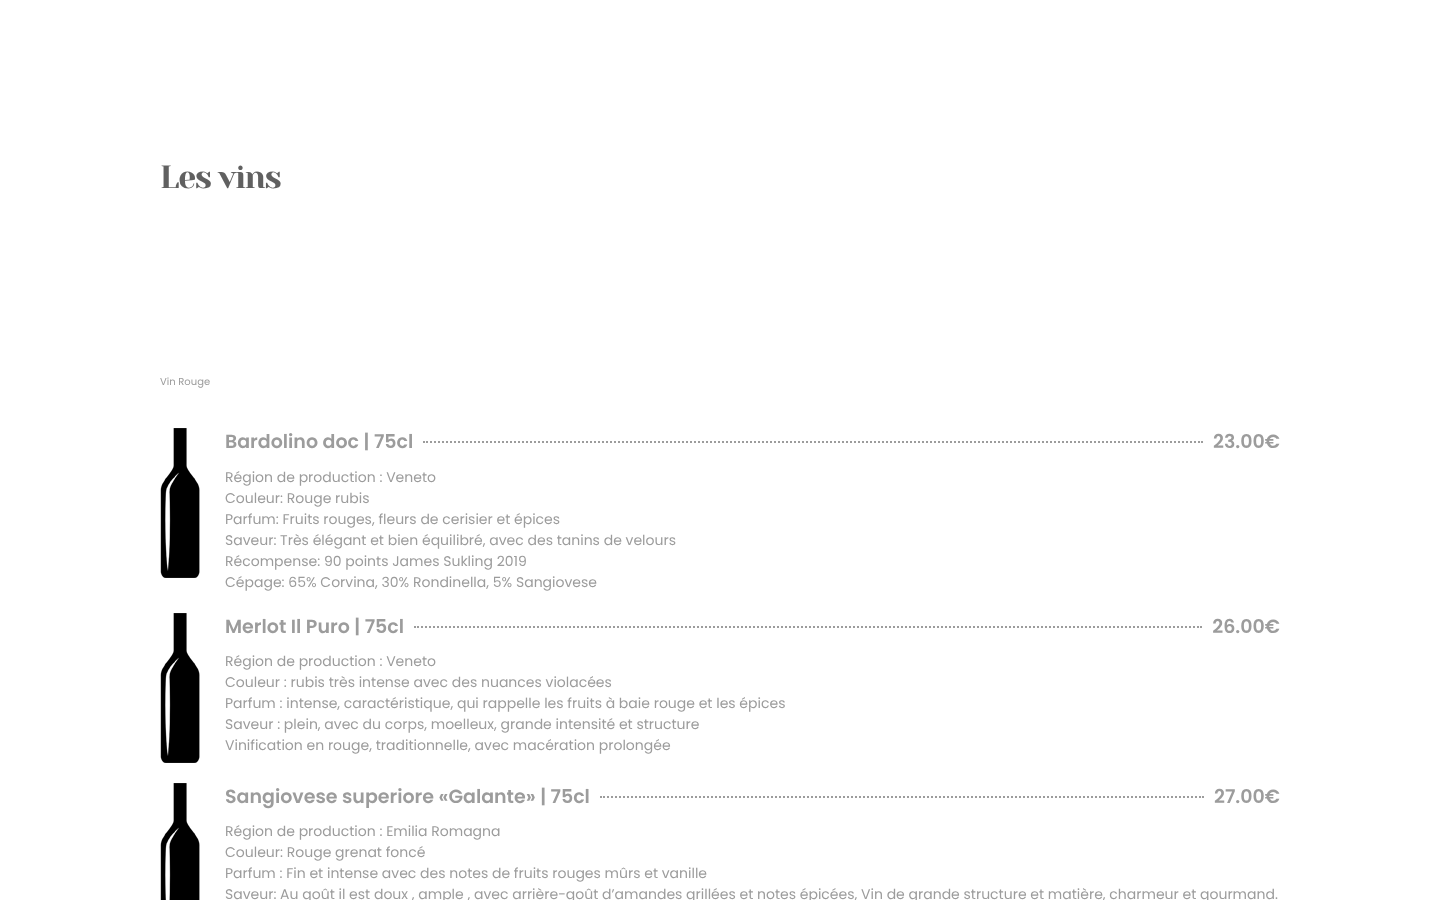 Les vins
Vin Rouge
Bardolino doc | 75cl 23.00€
Région de production : Veneto
Couleur: Rouge rubis
Parfum: Fruits rouges, fleurs de cerisier et épices
Saveur: Très élégant et bien équilibré, avec des tanins de velours
Récompense: 90 points James Sukling 2019
Cépage: 65% Corvina, 30% Rondinella, 5% Sangiovese
Merlot Il Puro | 75cl 26.00€
Région de production : Veneto
Couleur : rubis très intense avec des nuances violacées
Parfum : intense, caractéristique, qui rappelle les fruits à baie rouge et les épices
Saveur : plein, avec du corps, moelleux, grande intensité et structure
Vinification en rouge, traditionnelle, avec macération prolongée
Sangiovese superiore «Galante» | 75cl 27.00€
Région de production : Emilia Romagna
Couleur: Rouge grenat foncé
Parfum : Fin et intense avec des notes de fruits rouges mûrs et vanille
Saveur: Au goût il est doux , ample , avec arrière-goût d’amandes grillées et notes épicées, Vin de grande structure et matière, charmeur et gourmand.